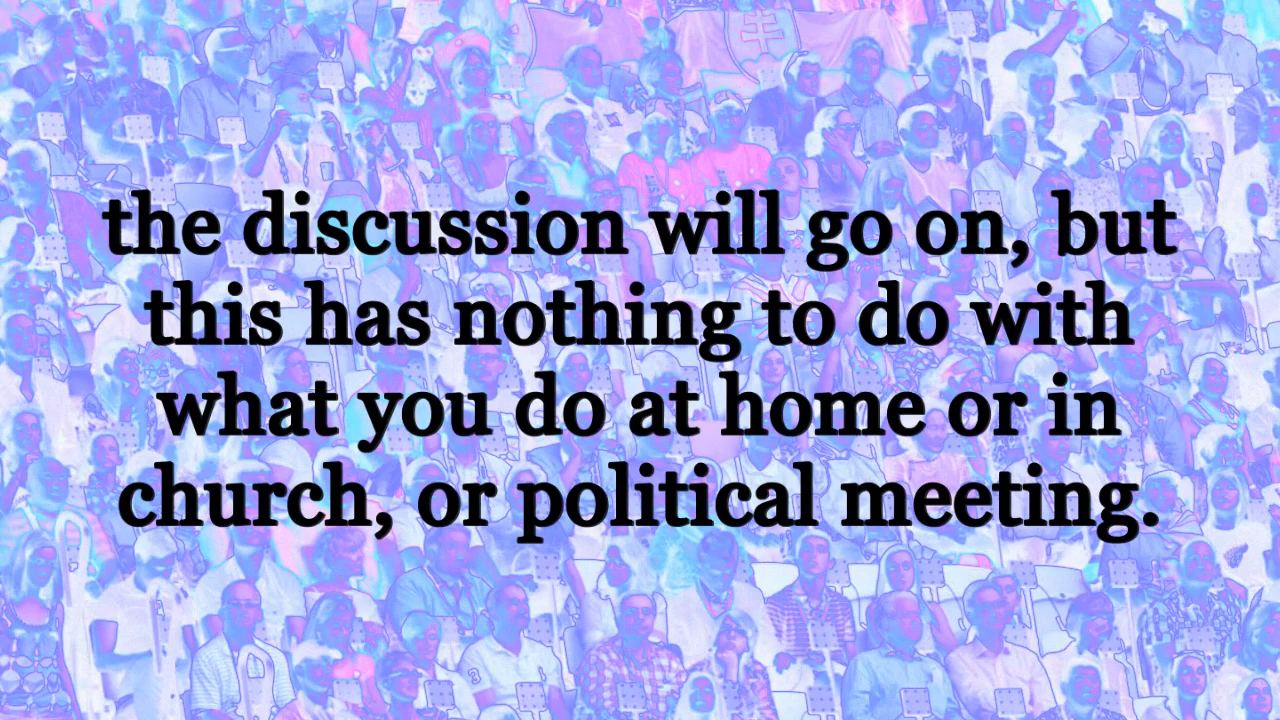 the discussion will go on, but
this has nothing to do with
what you do at home or in
church, or political meeting.